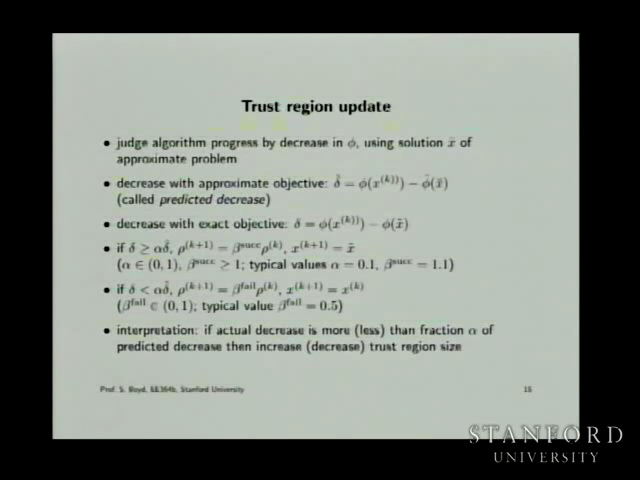 Trust region update
• judge algorithm progress by decrease in ϕ, using solution x̃ of
approximate problem
• decrease with approximate objective: δ̂ = ϕ(x^(k)) − ϕ̂(x̃)
(called predicted decrease)
• decrease with exact objective: δ = ϕ(x^(k)) − ϕ(x̃)
• if δ ≥ αδ̂, ρ^(k+1) = β^succ ρ^(k), x^(k+1) = x̃
(α ∈ (0,1), β^succ ≥ 1; typical values α = 0.1, β^succ = 1.1)
• if δ < αδ̂, ρ^(k+1) = β^fail ρ^(k), x^(k+1) = x^(k)
(β^fail ∈ (0,1); typical value β^fail = 0.5)
• interpretation: if actual decrease is more (less) than fraction α of
predicted decrease then increase (decrease) trust region size
Prof. S. Boyd, EE364b, Stanford University 15
STANFORD
UNIVERSITY